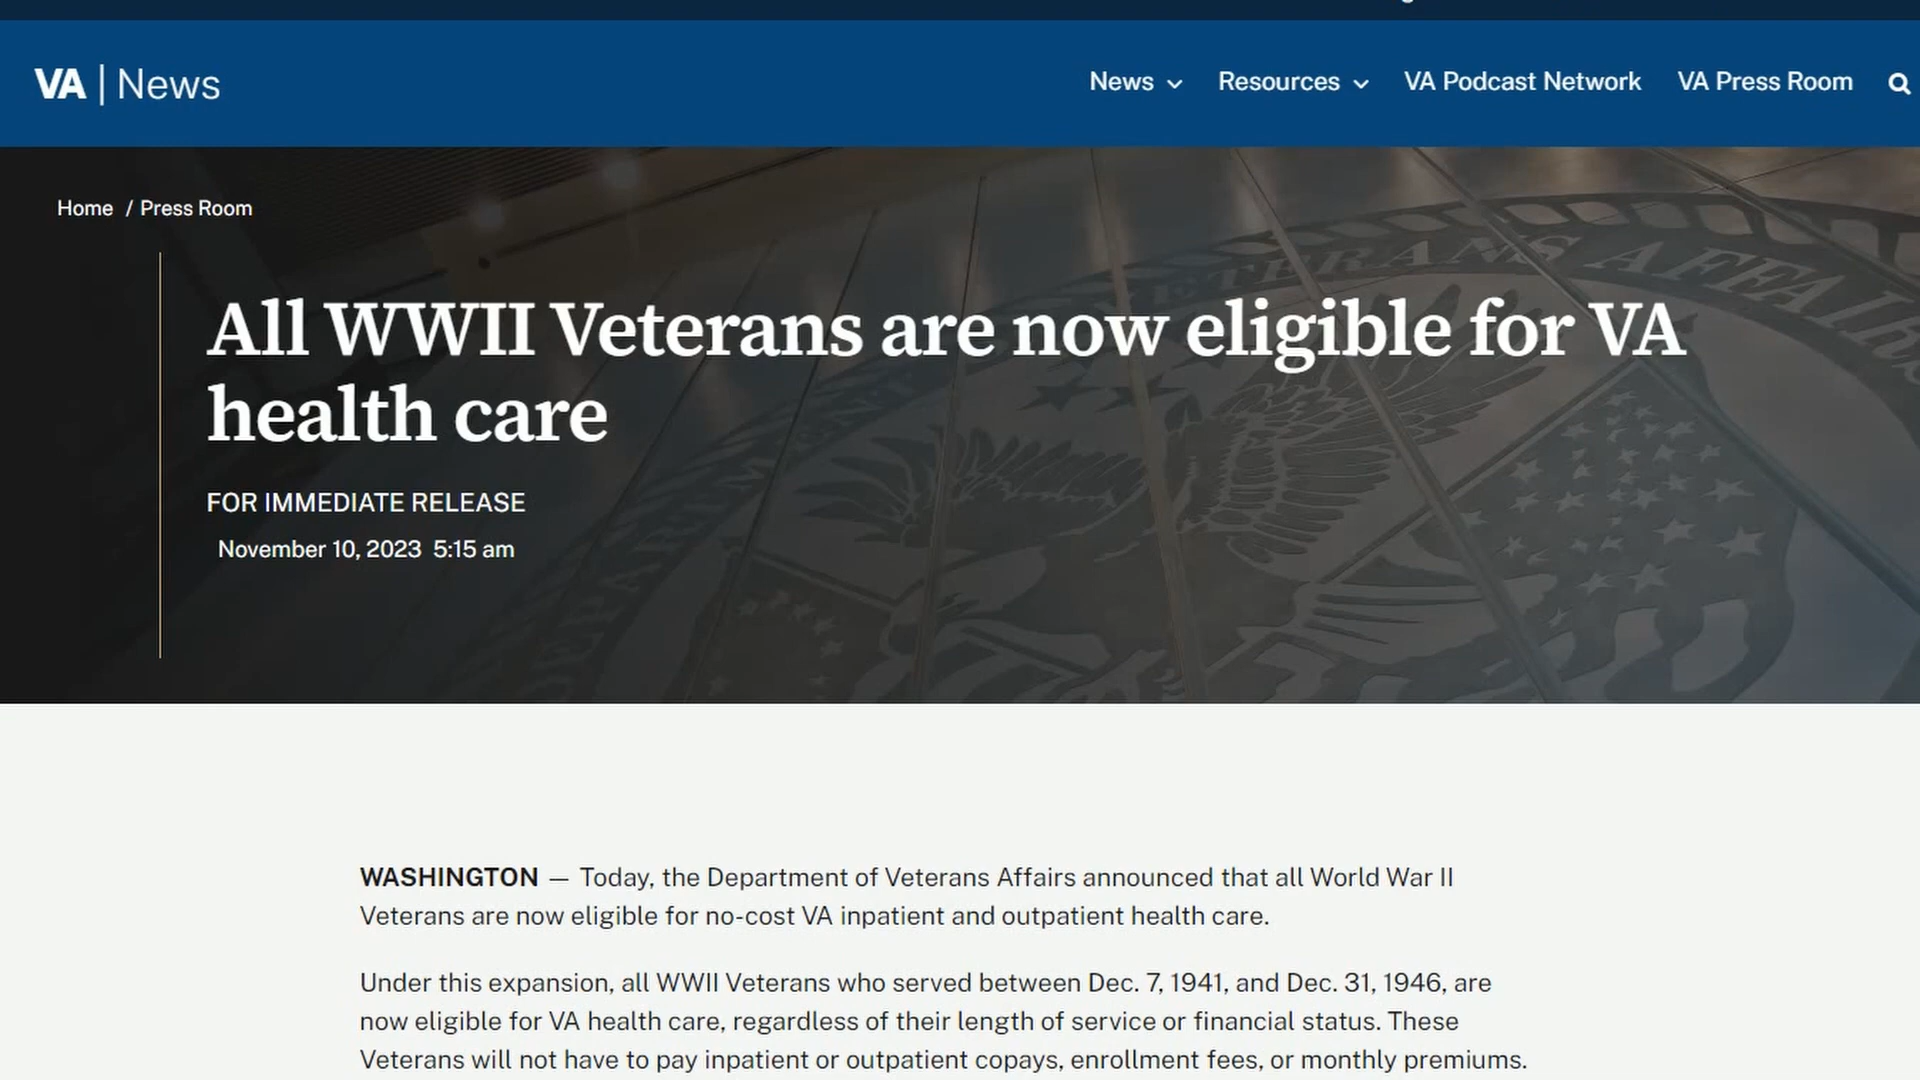 VA | News
News
Resources
VA Podcast Network
VA Press Room
Home / Press Room
VETERANS AFFAIRS
All WWII Veterans are now eligible for VA
health care
FOR IMMEDIATE RELEASE
November 10, 2023 5:15 am
WASHINGTON — Today, the Department of Veterans Affairs announced that all World War II
Veterans are now eligible for no-cost VA inpatient and outpatient health care.
Under this expansion, all WWII Veterans who served between Dec. 7, 1941, and Dec. 31, 1946, are
now eligible for VA health care, regardless of their length of service or financial status. These
Veterans will not have to pay inpatient or outpatient copays, enrollment fees, or monthly premiums.